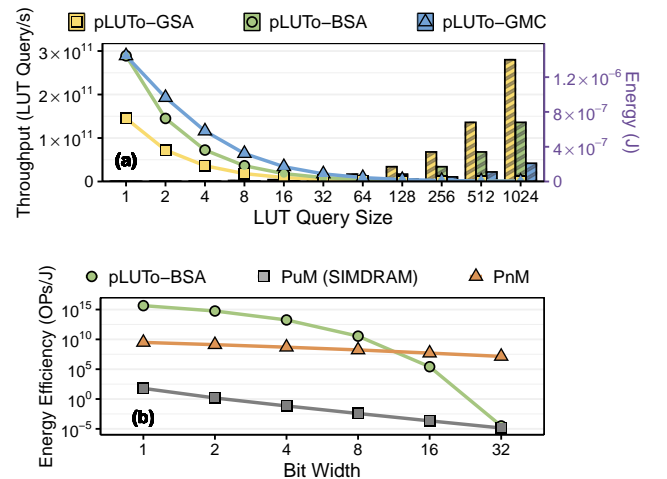 pLUTo−GSA pLUTo−BSA pLUTo−GMC
Throughput (LUT Query/s)
3×10¹¹
2×10¹¹
1×10¹¹
0
(a)
1.2×10⁻⁶
8×10⁻⁷
4×10⁻⁷
0
Energy (J)
1 2 4 8 16 32 64 128 256 512 1024
LUT Query Size
pLUTo−BSA PuM (SIMDRAM) PnM
Energy Efficiency (OPs/J)
10¹⁵
10¹⁰
10⁵
10⁰
10⁻⁵
(b)
1 2 4 8 16 32
Bit Width